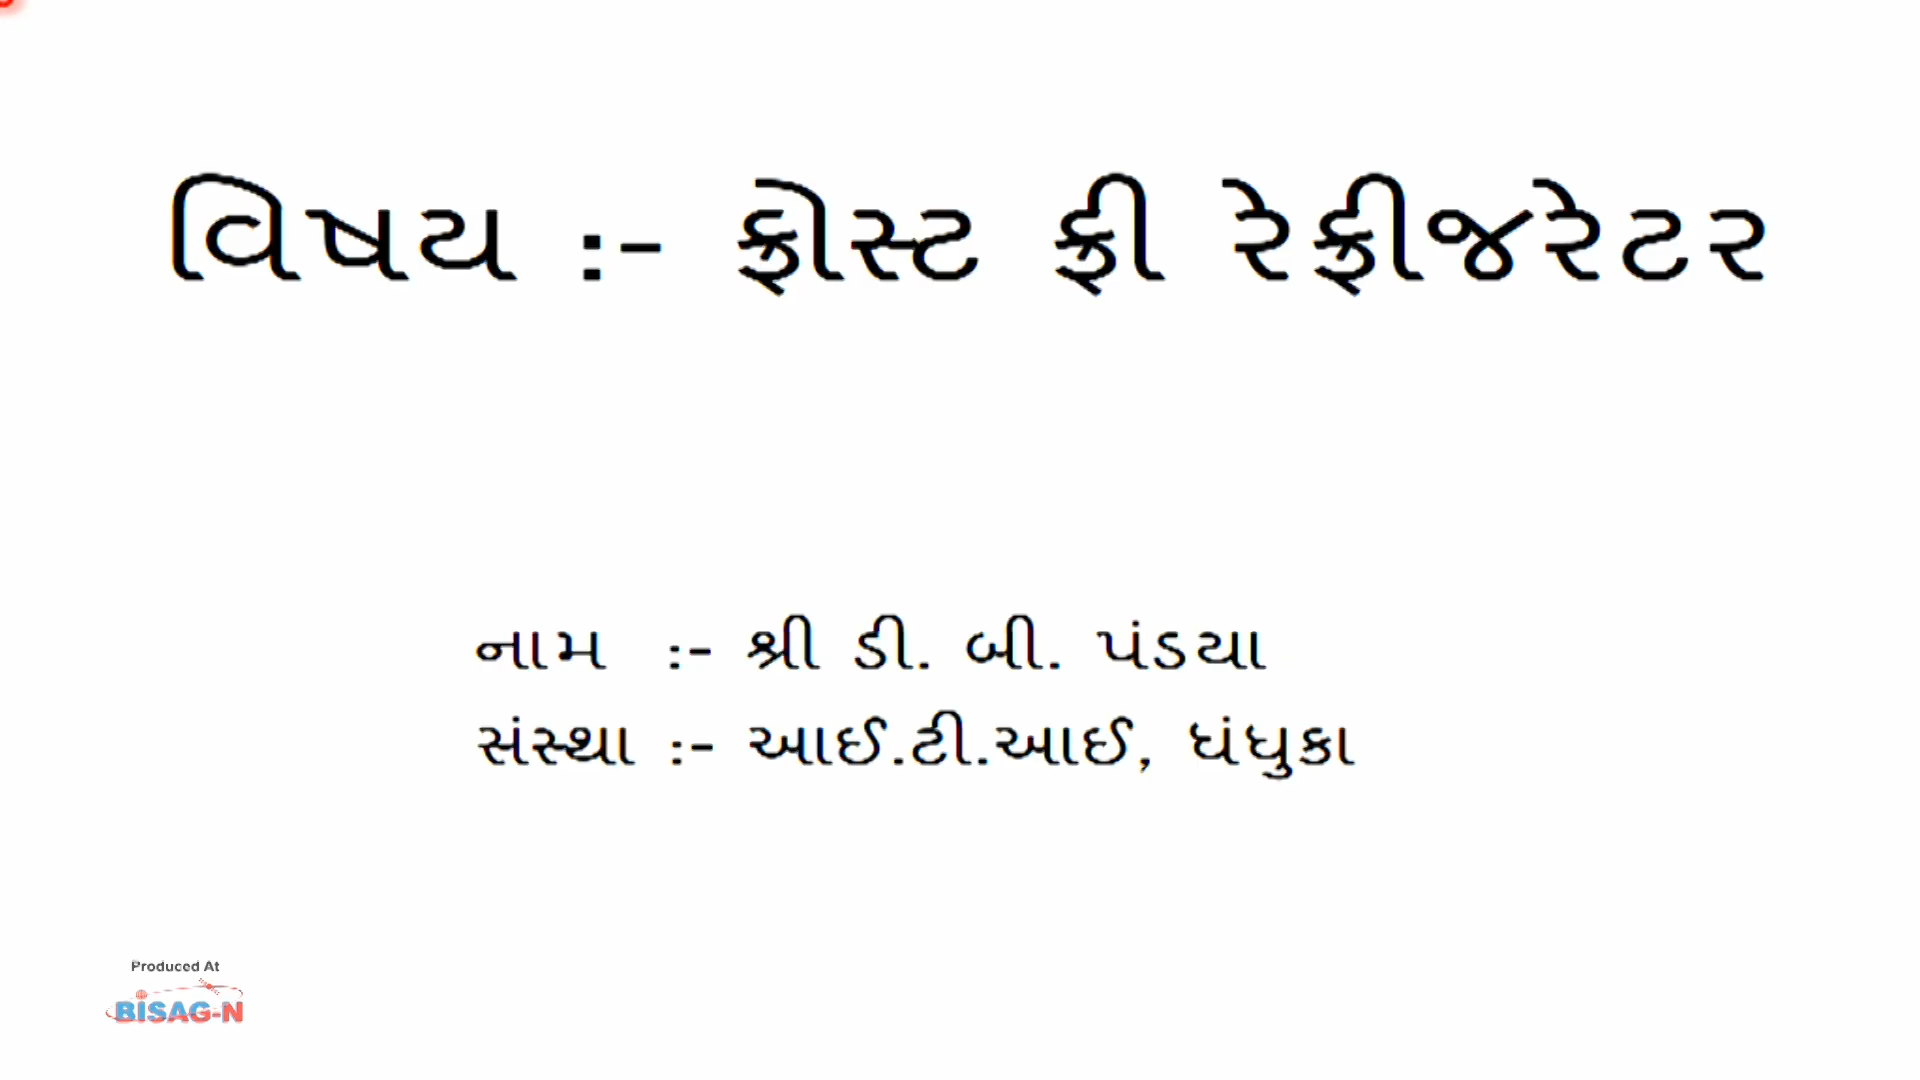 વિષય :- ફ્રોસ્ટ ફ્રી રેફ્રીજરેટર
નામ :- શ્રી ડી. બી. પંડયા
સંસ્થા :- આઈ.ટી.આઈ, ધંધુકા
Produced At
BISAG-N